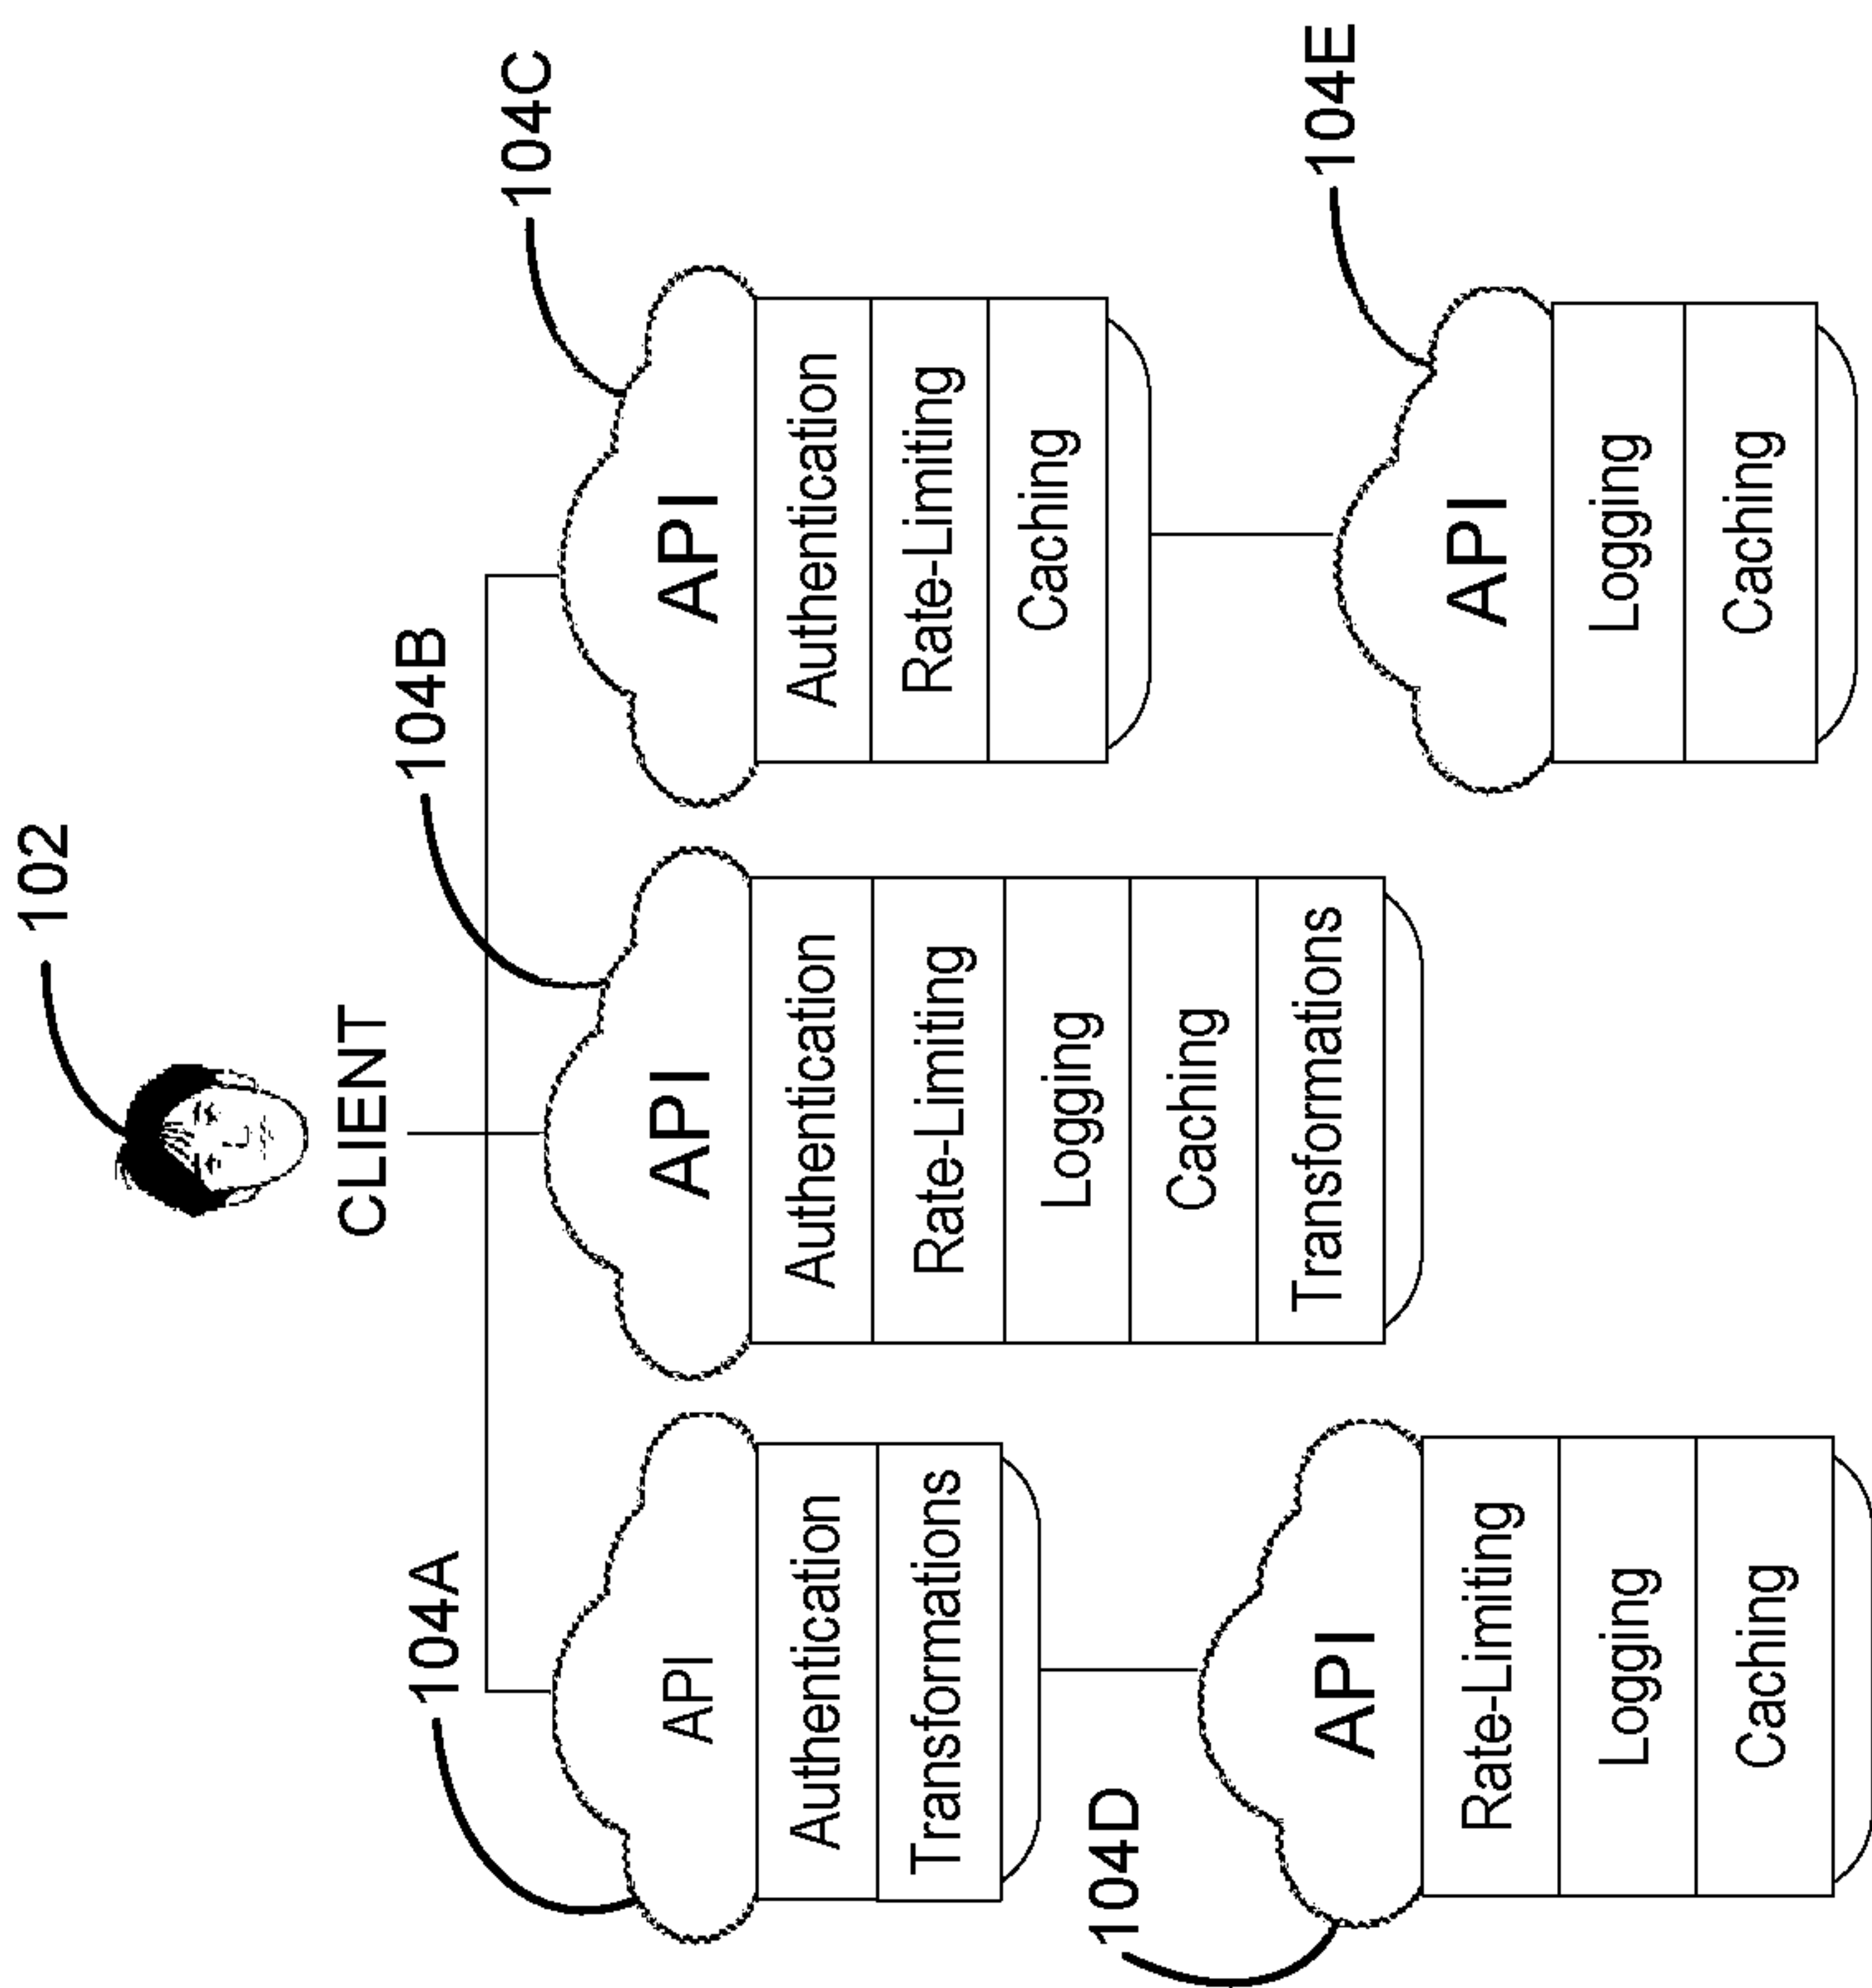 102
CLIENT
104A
104B
104C
API
Authentication
Transformations
API
Authentication
Rate-Limiting
Logging
Caching
Transformations
API
Authentication
Rate-Limiting
Caching
104D
API
Rate-Limiting
Logging
Caching
104E
API
Logging
Caching